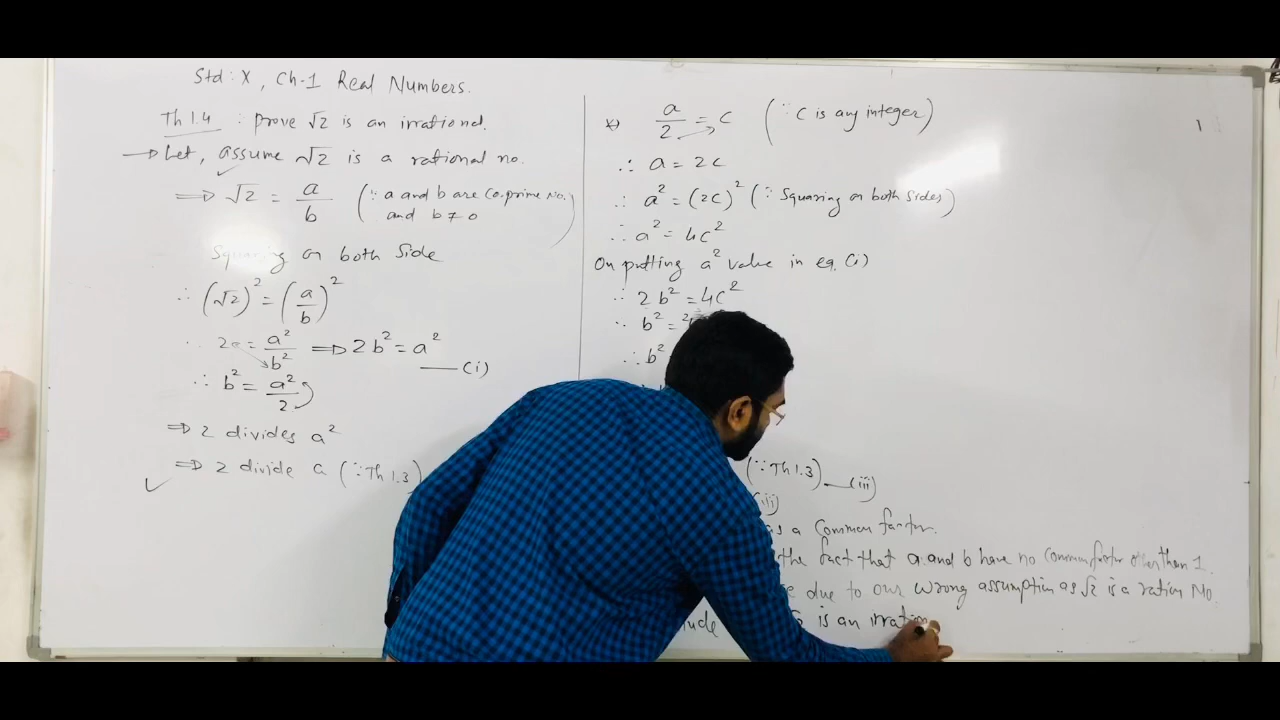 Std: X, Ch-1 Real Numbers.
Th 1.4 : prove √2 is an irrational.
→ Let, assume √2 is a rational no.
⇒ √2 = a/b (∵ a and b are Co.prime No. and b ≠ 0)
Squaring on both side
∴ (√2)² = (a/b)²
∴ 2 = a²/b² ⇒ 2b² = a² —(i)
∴ b² = a²/2
⇒ 2 divides a²
⇒ 2 divide a (∵ Th 1.3)
a/2 = c (∵ C is any integer)
∴ a = 2c
∴ a² = (2c)² (∵ Squaring on both sides)
∴ a² = 4c²
On putting a² value in eq. (i)
∴ 2b² = 4c²
∴ b² =
∴ b²
(∵ Th 1.3) —(iii)
(iii)
is a Common factor.
the fact that a and b have no common factor other than 1.
due to our wrong assumption as √2 is a ration No.
is an irration